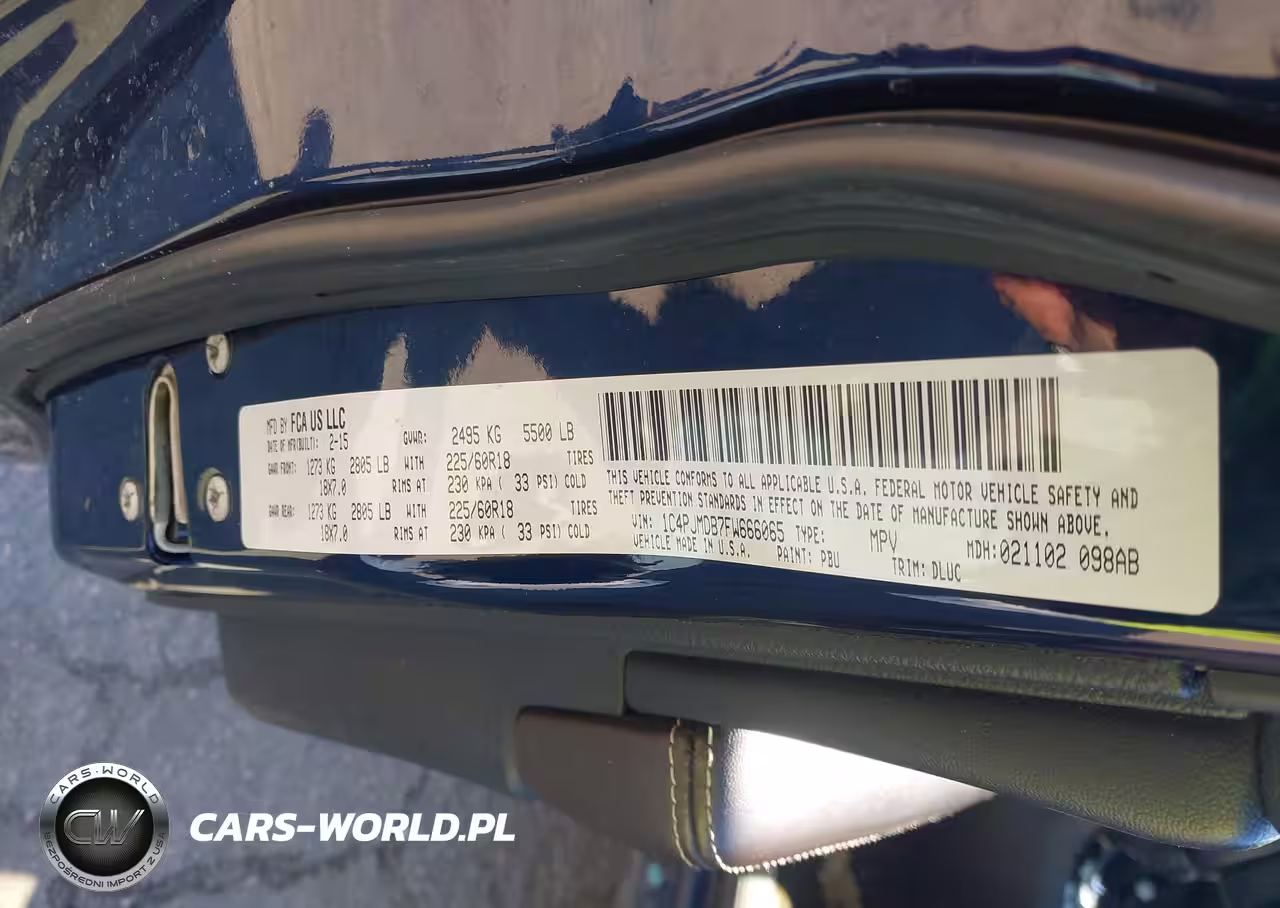 MFD BY FCA US LLC
DATE OF MFR(BUILT): 2-15 GVWR: 2495 KG 5500 LB
GAWR FRONT: 1273 KG 2805 LB WITH 225/60R18 TIRES
18X7.0 RIMS AT 230 KPA ( 33 PSI) COLD
GAWR REAR: 1273 KG 2805 LB WITH 225/60R18 TIRES
18X7.0 RIMS AT 230 KPA ( 33 PSI) COLD
THIS VEHICLE CONFORMS TO ALL APPLICABLE U.S.A. FEDERAL MOTOR VEHICLE SAFETY AND
THEFT PREVENTION STANDARDS IN EFFECT ON THE DATE OF MANUFACTURE SHOWN ABOVE.
VIN: 1C4PJMDB7FW666065 TYPE: MPV MDH:021102 098AB
VEHICLE MADE IN U.S.A. PAINT: PBU TRIM: DLUC
CARS-WORLD
CW
BEZPOŚREDNI IMPORT Z USA
CARS-WORLD.PL